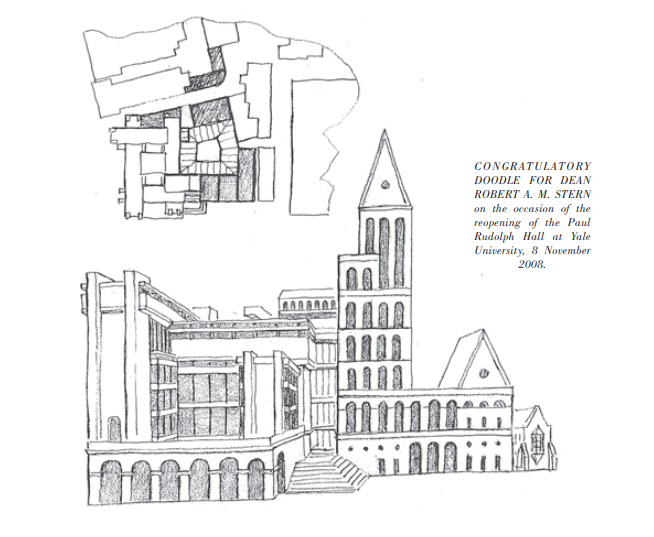 CONGRATULATORY
DOODLE FOR DEAN
ROBERT A. M. STERN
on the occasion of the
reopening of the Paul
Rudolph Hall at Yale
University, 8 November
2008.